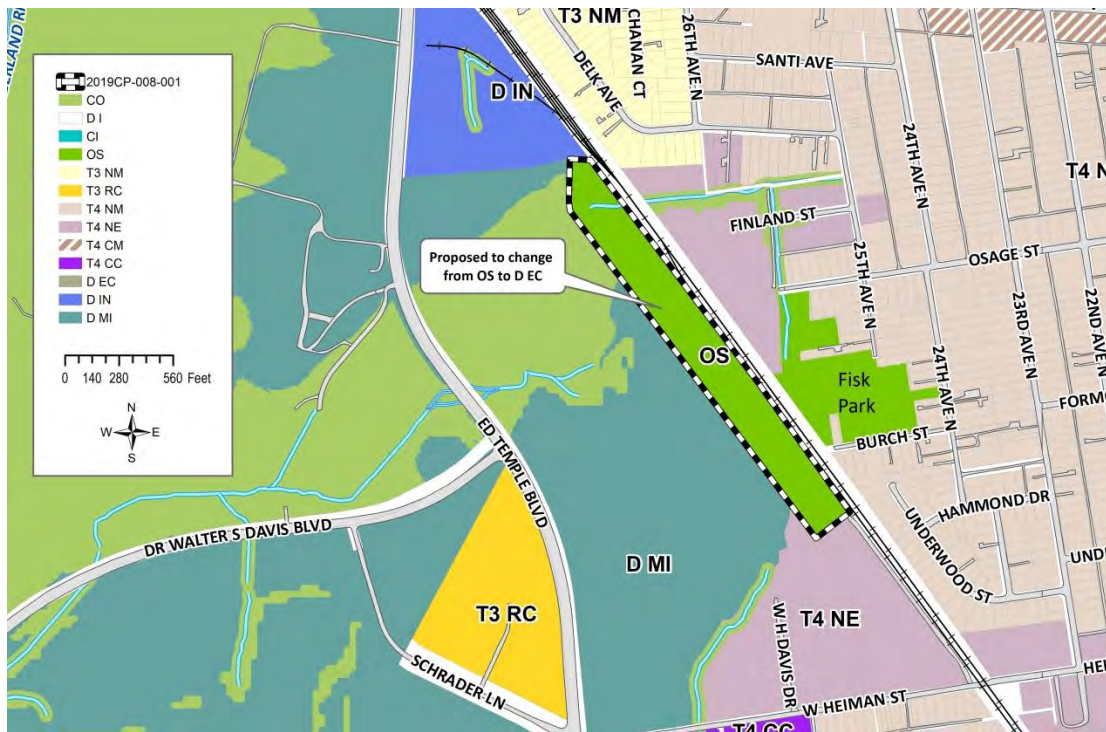 ERLAND RI
T3 NM
CHANAN CT
26TH AVE N
DELK AVE
SANTI AVE
2019CP-008-001
CO
D I
CI
OS
T3 NM
T3 RC
T4 NM
T4 NE
T4 CM
T4 CC
D EC
D IN
D MI
0 140 280 560 Feet
N
W E
S
D IN
24TH AVE N
T4 N
FINLAND ST
OSAGE ST
25TH AVE N
23RD AVE N
22ND AVE N
Proposed to change
from OS to D EC
OS
Fisk
Park
24TH AVE N
FORMO
BURCH ST
ED TEMPLE BLVD
HAMMOND DR
UNDERWOOD ST
UND
DR WALTER S DAVIS BLVD
D MI
T3 RC
T4 NE
W H DAVIS DR
SCHRADER LN
W HEIMAN ST
HEI
T4 CC